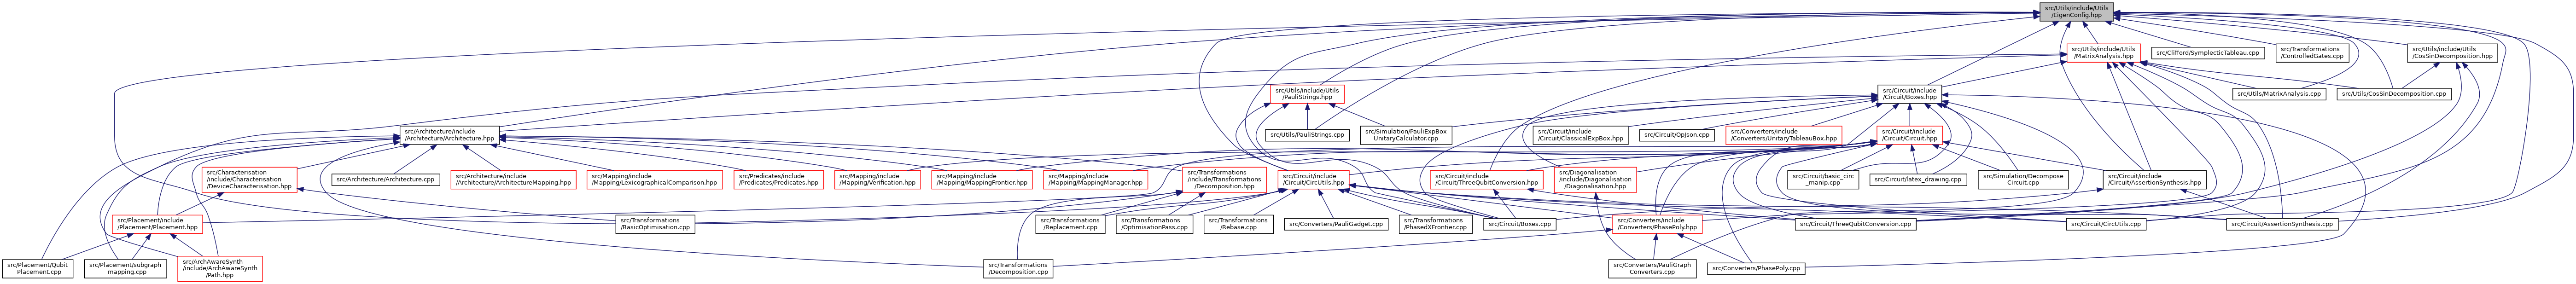 src/Utils/include/Utils
/EigenConfig.hpp
src/Utils/include/Utils
/MatrixAnalysis.hpp
src/Clifford/SymplecticTableau.cpp
src/Transformations
/ControlledGates.cpp
src/Utils/include/Utils
/CosSinDecomposition.hpp
src/Utils/include/Utils
/PauliStrings.hpp
src/Circuit/include
/Circuit/Boxes.hpp
src/Utils/MatrixAnalysis.cpp
src/Utils/CosSinDecomposition.cpp
src/Architecture/include
/Architecture/Architecture.hpp
src/Utils/PauliStrings.cpp
src/Simulation/PauliExpBox
UnitaryCalculator.cpp
src/Circuit/include
/Circuit/ClassicalExpBox.hpp
src/Circuit/OpJson.cpp
src/Converters/include
/Converters/UnitaryTableauBox.hpp
src/Circuit/include
/Circuit/Circuit.hpp
src/Characterisation
/include/Characterisation
/DeviceCharacterisation.hpp
src/Architecture/Architecture.cpp
src/Architecture/include
/Architecture/ArchitectureMapping.hpp
src/Mapping/include
/Mapping/LexicographicalComparison.hpp
src/Predicates/include
/Predicates/Predicates.hpp
src/Mapping/include
/Mapping/Verification.hpp
src/Mapping/include
/Mapping/MappingFrontier.hpp
src/Mapping/include
/Mapping/MappingManager.hpp
src/Transformations
/include/Transformations
/Decomposition.hpp
src/Circuit/include
/Circuit/CircUtils.hpp
src/Circuit/include
/Circuit/ThreeQubitConversion.hpp
src/Diagonalisation
/include/Diagonalisation
/Diagonalisation.hpp
src/Circuit/basic_circ
_manip.cpp
src/Circuit/latex_drawing.cpp
src/Simulation/Decompose
Circuit.cpp
src/Circuit/include
/Circuit/AssertionSynthesis.hpp
src/Placement/include
/Placement/Placement.hpp
src/Transformations
/BasicOptimisation.cpp
src/Transformations
/Replacement.cpp
src/Transformations
/OptimisationPass.cpp
src/Transformations
/Rebase.cpp
src/Converters/PauliGadget.cpp
src/Transformations
/PhasedXFrontier.cpp
src/Circuit/Boxes.cpp
src/Converters/include
/Converters/PhasePoly.hpp
src/Circuit/ThreeQubitConversion.cpp
src/Circuit/CircUtils.cpp
src/Circuit/AssertionSynthesis.cpp
src/Placement/Qubit
_Placement.cpp
src/Placement/subgraph
_mapping.cpp
src/ArchAwareSynth
/include/ArchAwareSynth
/Path.hpp
src/Transformations
/Decomposition.cpp
src/Converters/PauliGraph
Converters.cpp
src/Converters/PhasePoly.cpp